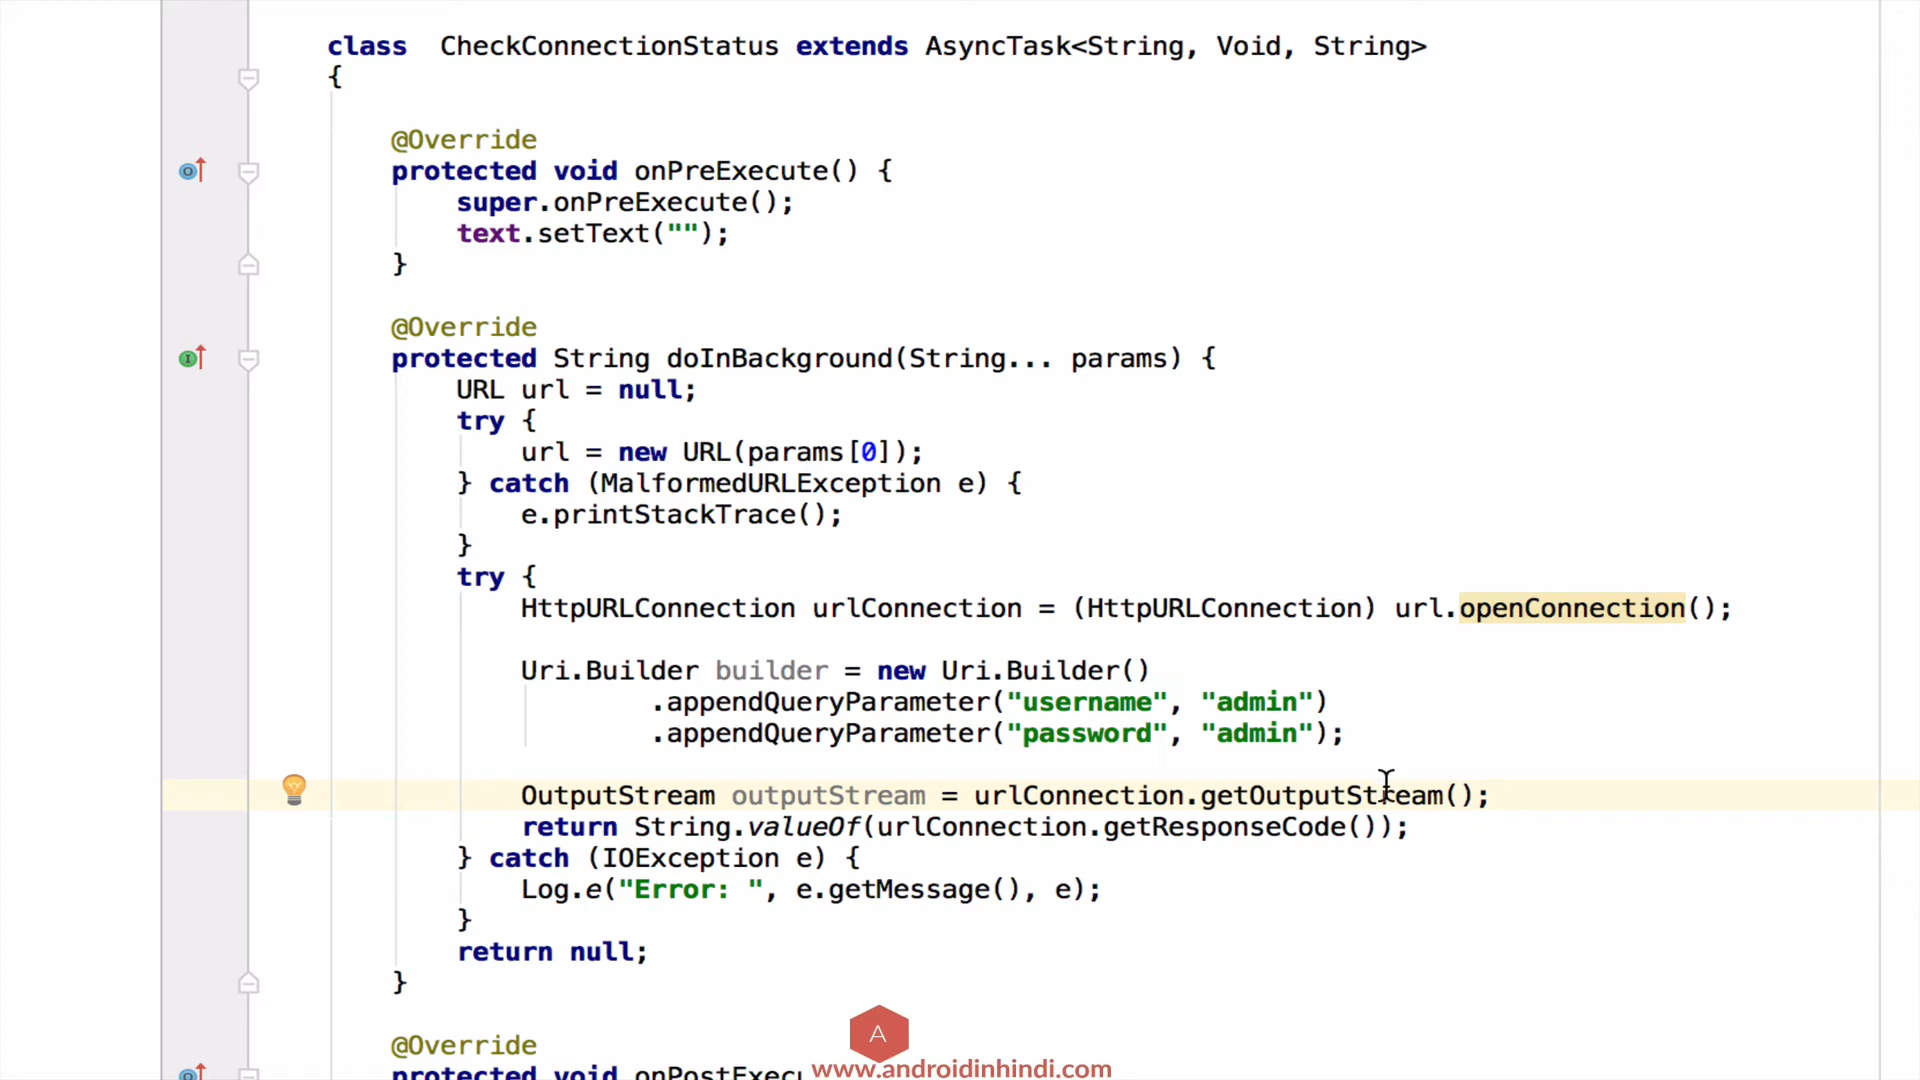 class  CheckConnectionStatus extends AsyncTask<String, Void, String>
{
@Override
protected void onPreExecute() {
super.onPreExecute();
text.setText("");
}
@Override
protected String doInBackground(String... params) {
URL url = null;
try {
url = new URL(params[0]);
} catch (MalformedURLException e) {
e.printStackTrace();
}
try {
HttpURLConnection urlConnection = (HttpURLConnection) url.openConnection();
Uri.Builder builder = new Uri.Builder()
.appendQueryParameter("username", "admin")
.appendQueryParameter("password", "admin");
OutputStream outputStream = urlConnection.getOutputStream();
return String.valueOf(urlConnection.getResponseCode());
} catch (IOException e) {
Log.e("Error: ", e.getMessage(), e);
}
return null;
}
A
@Override
protected void onPostExecu
www.androidinhindi.com